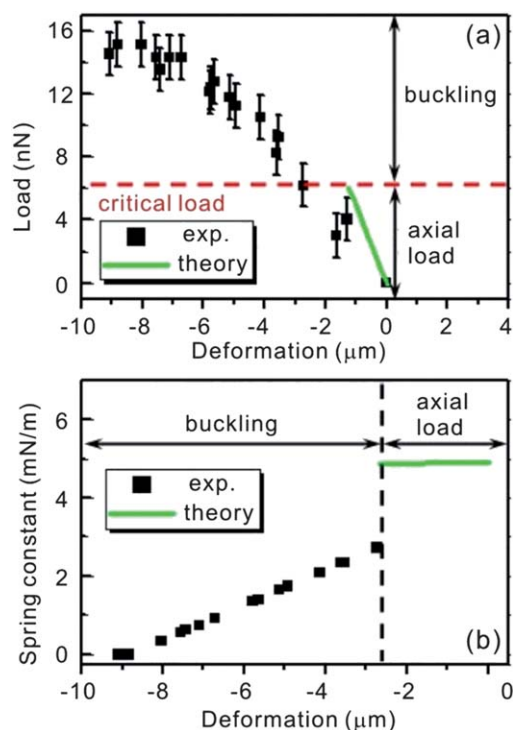 16
(a)
12
buckling
8
Load (nN)
critical load
4
exp.
theory
axial
load
0
-10 -8 -6 -4 -2 0 2 4
Deformation (μm)
6
buckling
axial
load
4
exp.
theory
Spring constant (mN/m)
2
0
(b)
-10 -8 -6 -4 -2 0
Deformation (μm)